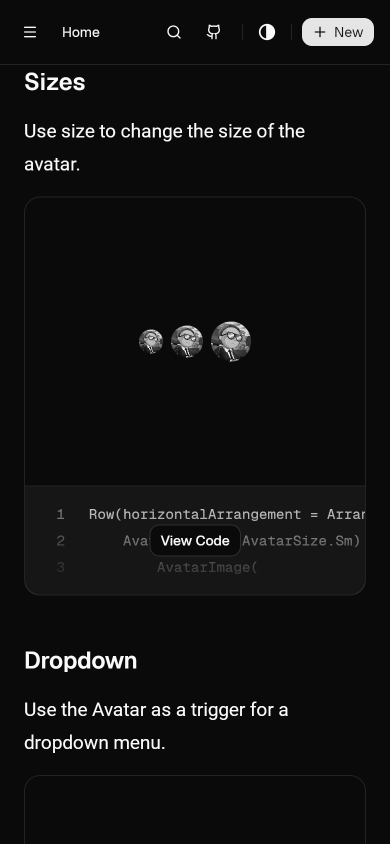 Home
New
Sizes
Use size to change the size of the
avatar.
1 Row(horizontalArrangement = Arran
2 Ava View Code AvatarSize.Sm)
3 AvatarImage(
Dropdown
Use the Avatar as a trigger for a
dropdown menu.